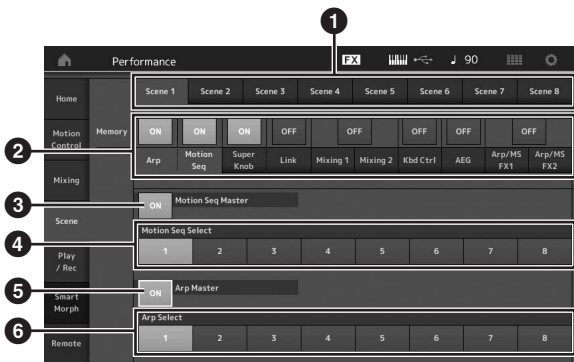 1
Performance FX 90
Scene 1 Scene 2 Scene 3 Scene 4 Scene 5 Scene 6 Scene 7 Scene 8
Home
Motion Control
Memory
2
ON ON ON OFF OFF OFF OFF OFF
Arp Motion Seq Super Knob Link Mixing 1 Mixing 2 Kbd Ctrl AEG Arp/MS FX1 Arp/MS FX2
Mixing
3
ON Motion Seq Master
Scene
4
Motion Seq Select
1 2 3 4 5 6 7 8
Play / Rec
5
ON Arp Master
Smart Morph
6
Arp Select
1 2 3 4 5 6 7 8
Remote